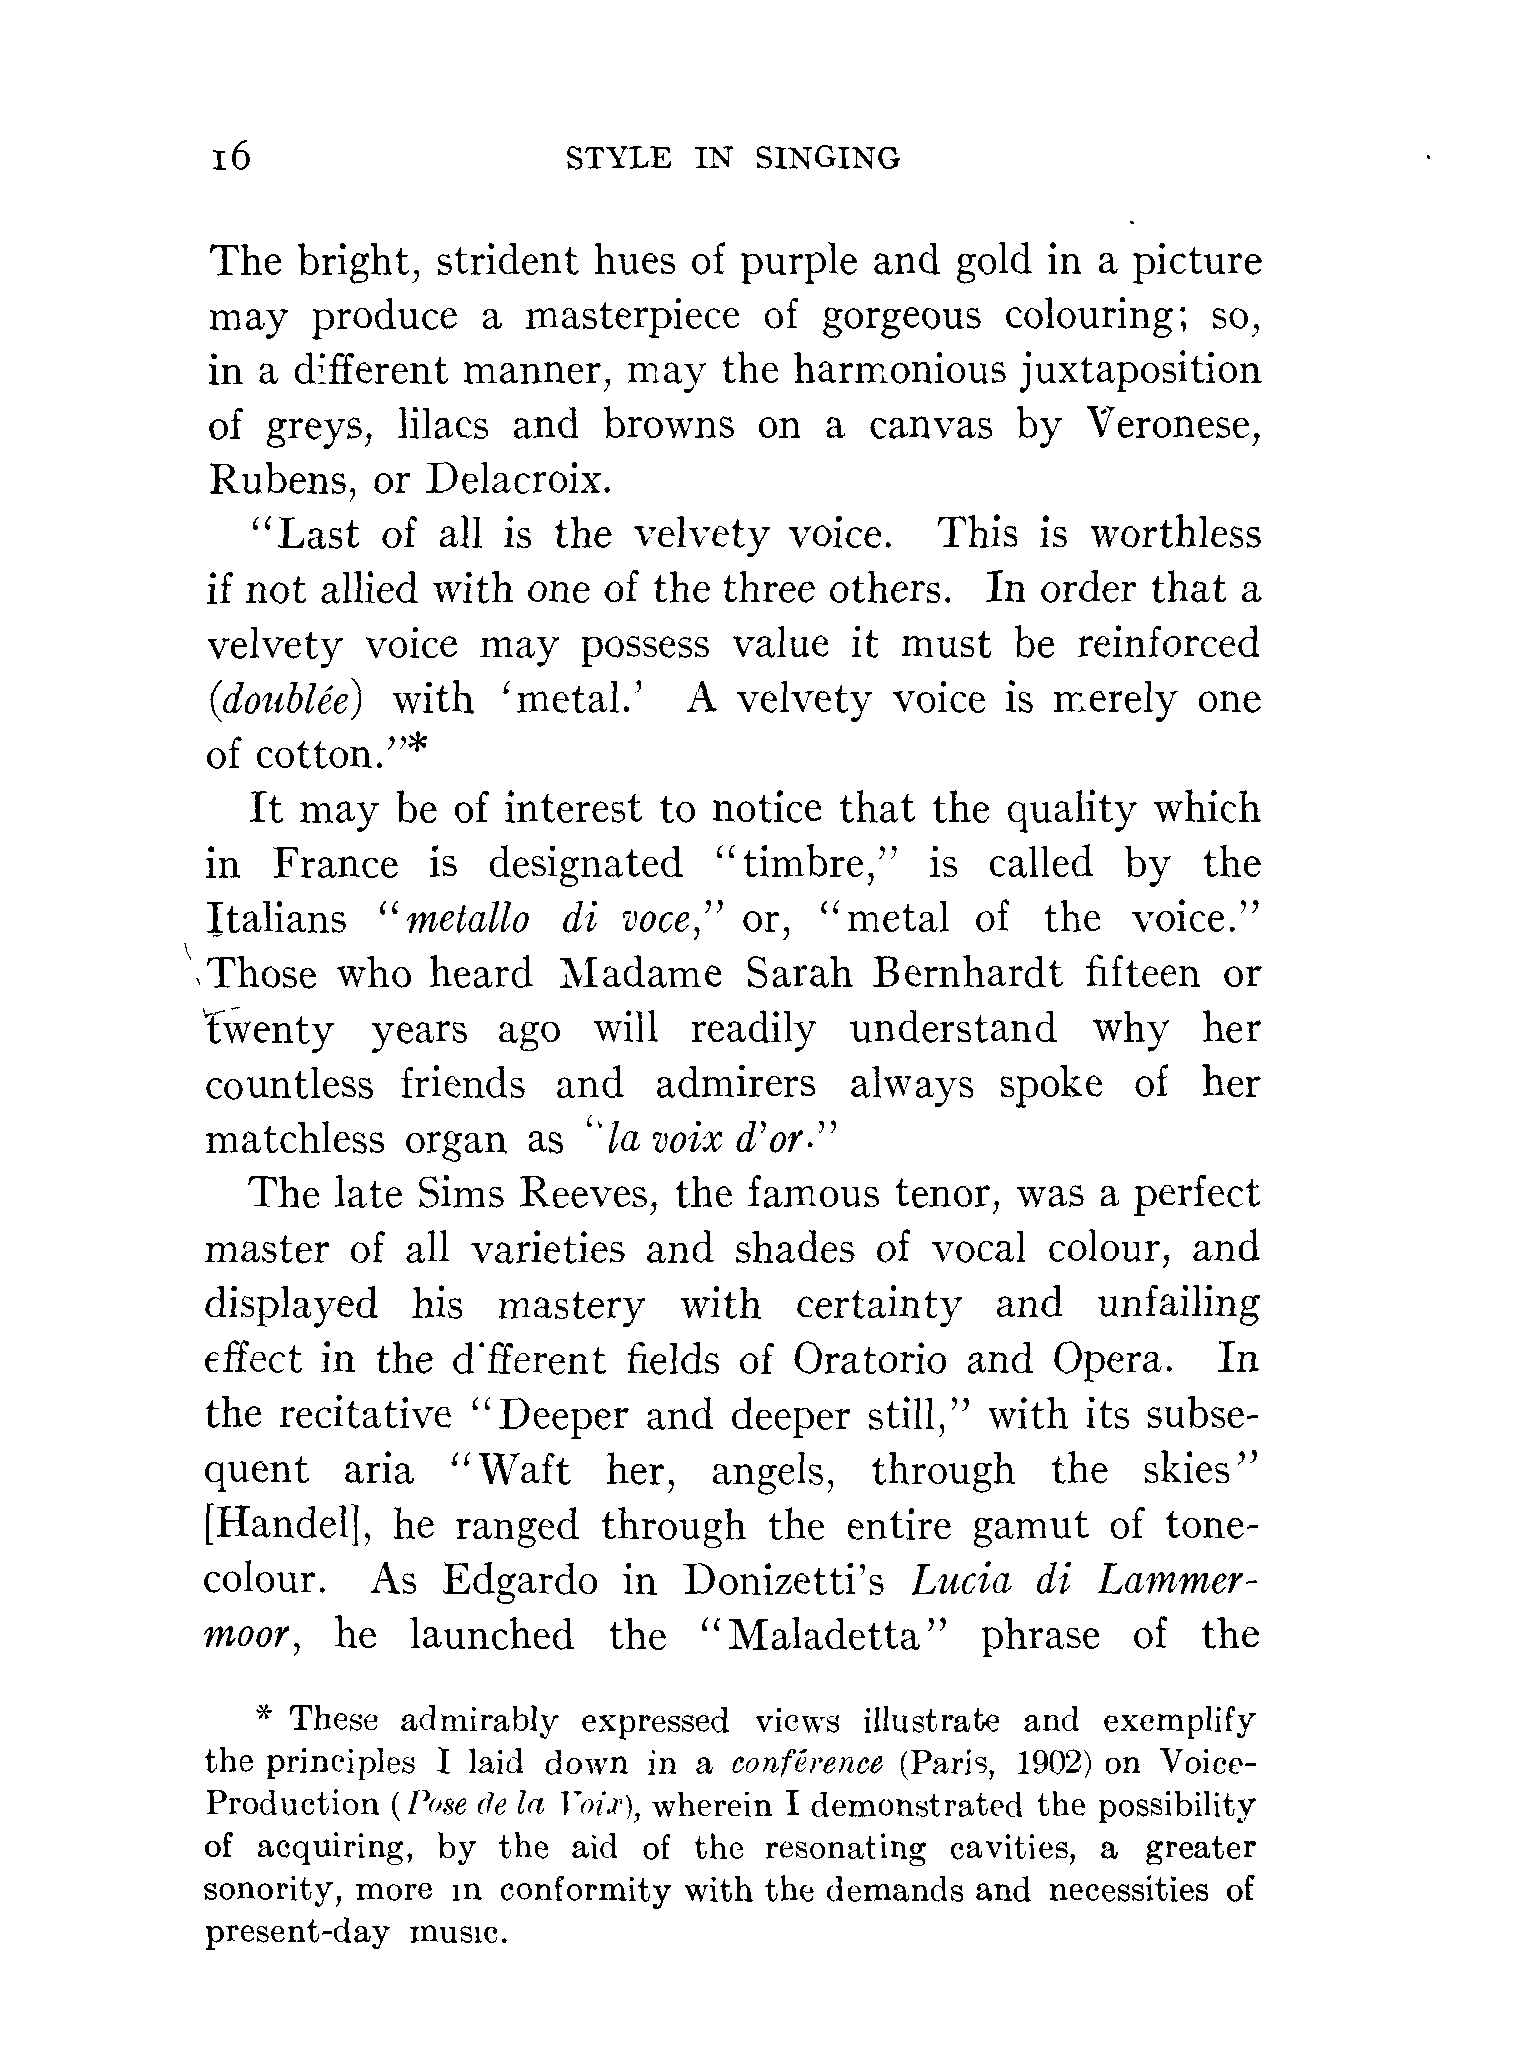 16 STYLE IN SINGING
The bright, strident hues of purple and gold in a picture
may produce a masterpiece of gorgeous colouring; so,
in a different manner, may the harmonious juxtaposition
of greys, lilacs and browns on a canvas by Veronese,
Rubens, or Delacroix.
"Last of all is the velvety voice. This is worthless
if not allied with one of the three others. In order that a
velvety voice may possess value it must be reinforced
(doublée) with 'metal.' A velvety voice is merely one
of cotton."*
It may be of interest to notice that the quality which
in France is designated "timbre," is called by the
Italians "metallo di voce," or, "metal of the voice."
Those who heard Madame Sarah Bernhardt fifteen or
twenty years ago will readily understand why her
countless friends and admirers always spoke of her
matchless organ as "la voix d'or."
The late Sims Reeves, the famous tenor, was a perfect
master of all varieties and shades of vocal colour, and
displayed his mastery with certainty and unfailing
effect in the different fields of Oratorio and Opera. In
the recitative "Deeper and deeper still," with its subse-
quent aria "Waft her, angels, through the skies"
[Handel], he ranged through the entire gamut of tone-
colour. As Edgardo in Donizetti's Lucia di Lammer-
moor, he launched the "Maladetta" phrase of the
* These admirably expressed views illustrate and exemplify
the principles I laid down in a conférence (Paris, 1902) on Voice-
Production (Pose de la Voix), wherein I demonstrated the possibility
of acquiring, by the aid of the resonating cavities, a greater
sonority, more in conformity with the demands and necessities of
present-day music.